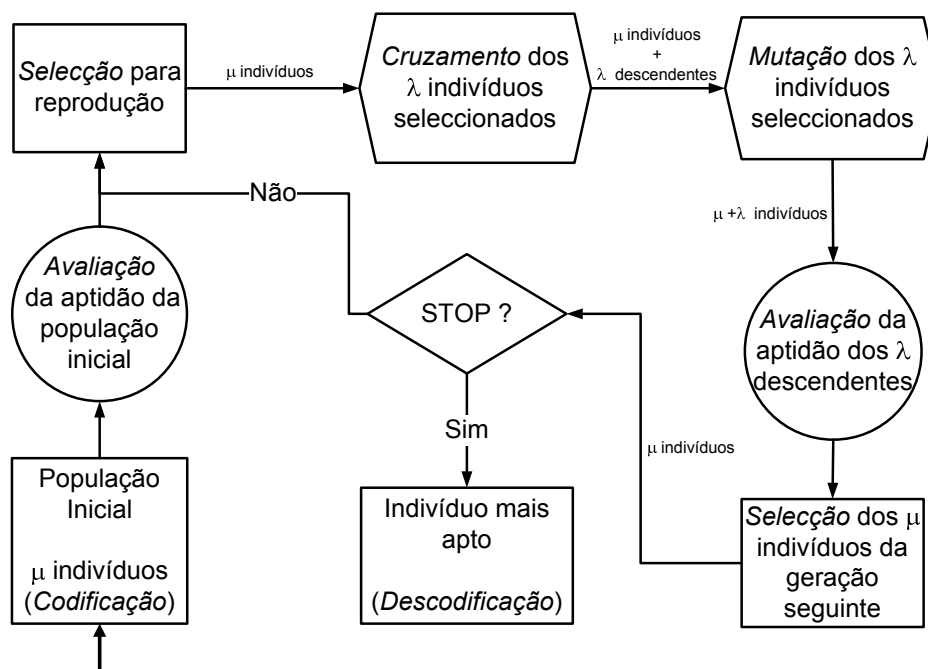 Selecção para
reprodução
μ indivíduos
Cruzamento dos
λ indivíduos
seleccionados
μ indivíduos
+
λ descendentes
Mutação dos λ
indivíduos
seleccionados
μ +λ indivíduos
Avaliação da
aptidão dos λ
descendentes
Selecção dos μ
indivíduos da
geração
seguinte
μ indivíduos
STOP ?
Não
Sim
Indivíduo mais
apto
(Descodificação)
Avaliação
da aptidão da
população
inicial
População
Inicial
μ indivíduos
(Codificação)